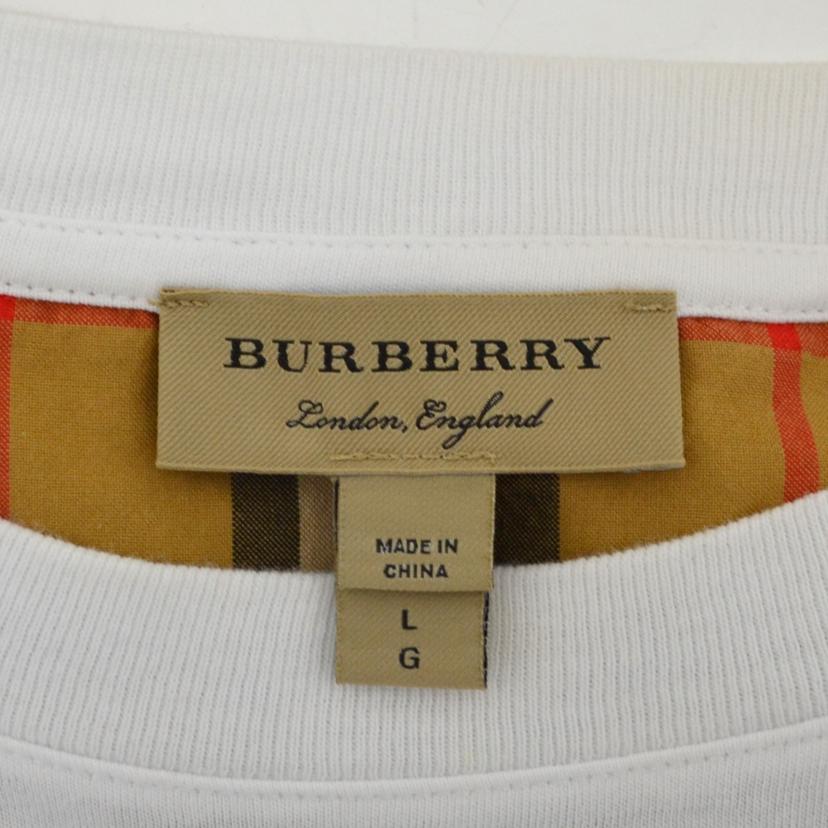 BURBERRY
London, England
MADE IN
CHINA
L
G